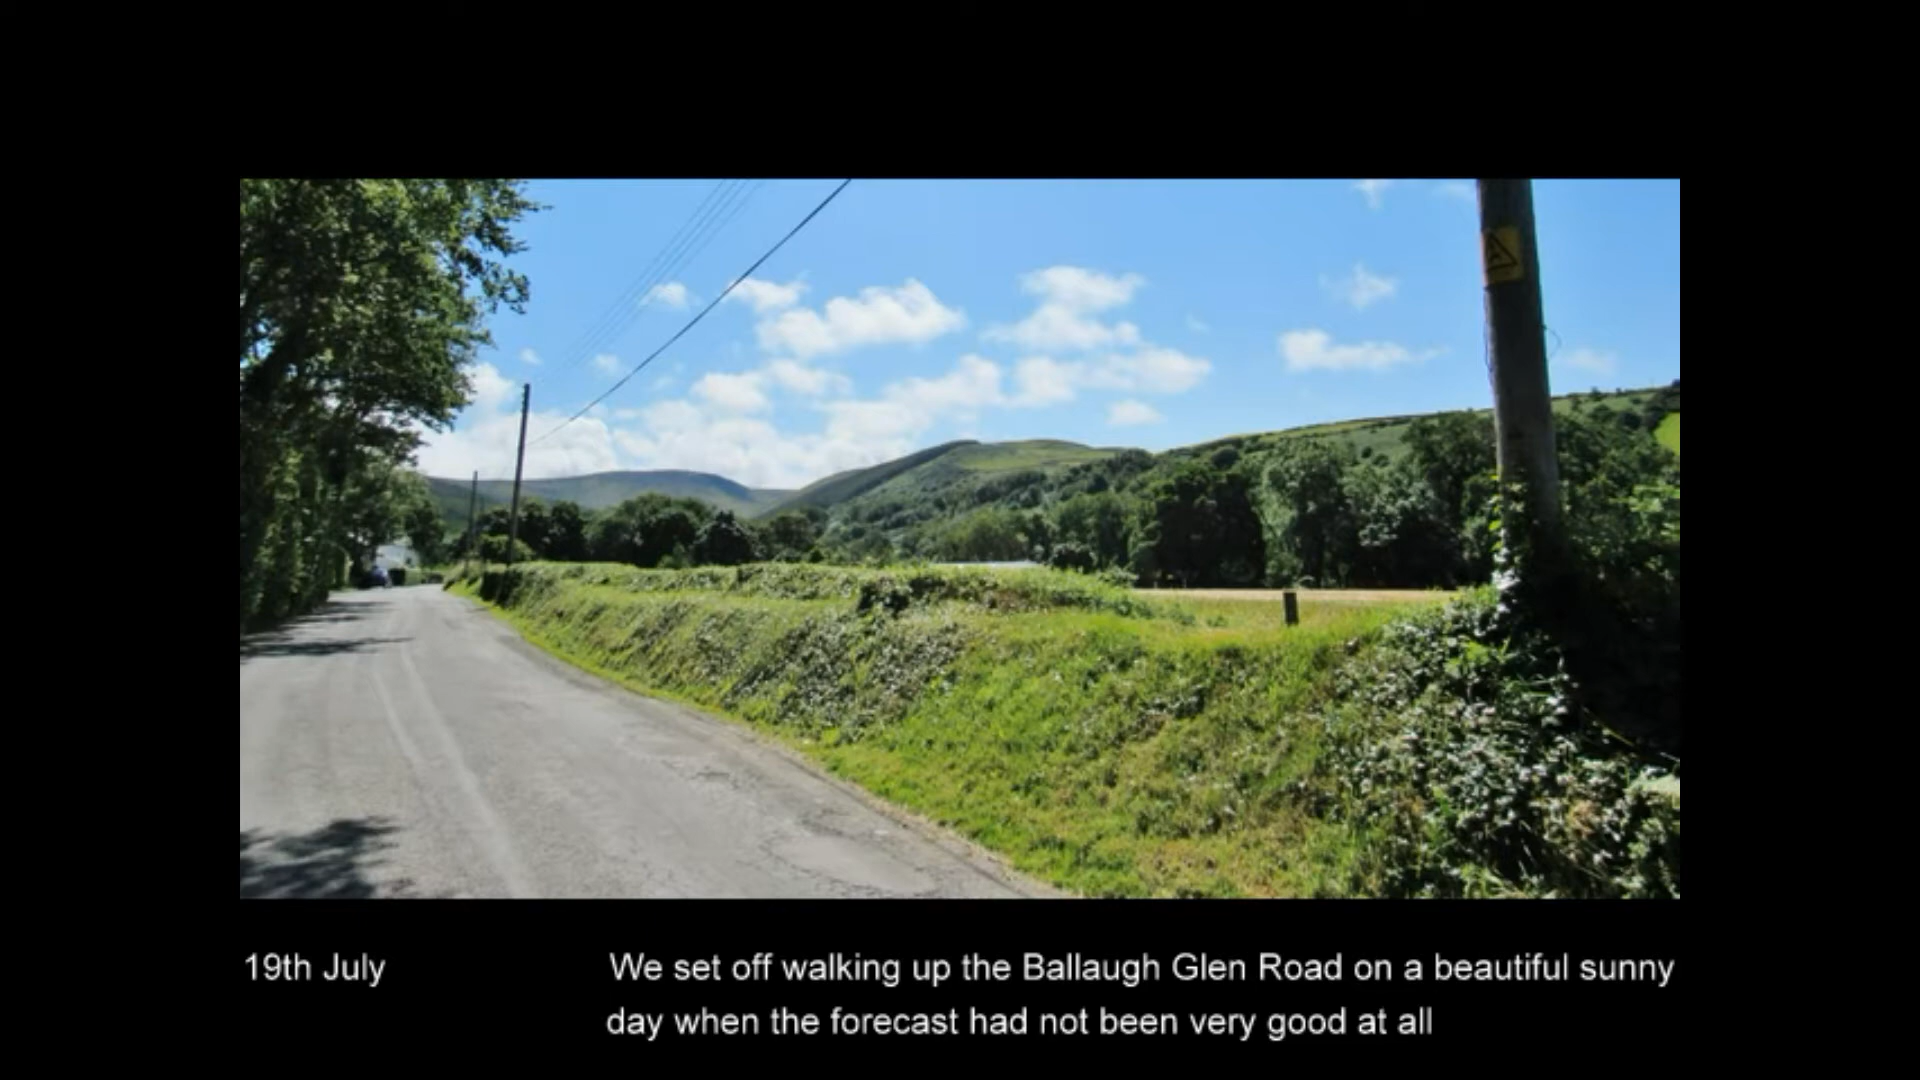 19th July We set off walking up the Ballaugh Glen Road on a beautiful sunny
day when the forecast had not been very good at all